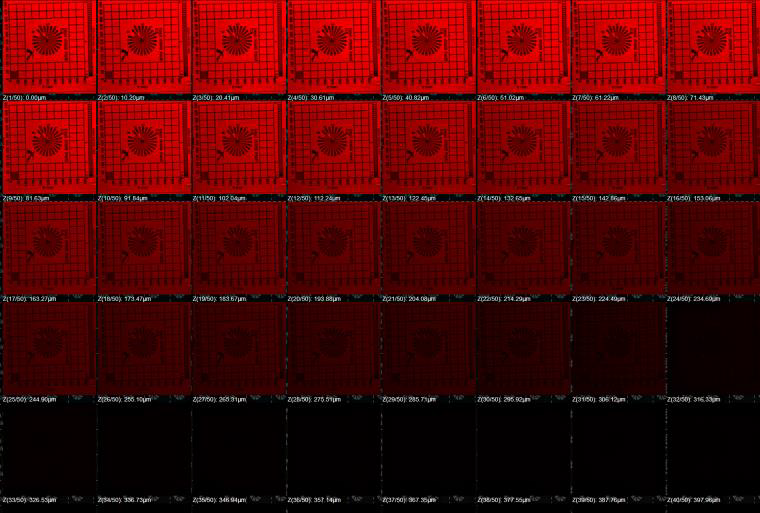 Z(1/50): 0.00µm Z(2/50): 10.20µm Z(3/50): 20.41µm Z(4/50): 30.61µm Z(5/50): 40.82µm Z(6/50): 51.02µm Z(7/50): 61.22µm Z(8/50): 71.43µm
Z(9/50): 81.63µm Z(10/50): 91.84µm Z(11/50): 102.04µm Z(12/50): 112.24µm Z(13/50): 122.45µm Z(14/50): 132.65µm Z(15/50): 142.86µm Z(16/50): 153.06µm
Z(17/50): 163.27µm Z(18/50): 173.47µm Z(19/50): 183.67µm Z(20/50): 193.88µm Z(21/50): 204.08µm Z(22/50): 214.29µm Z(23/50): 224.49µm Z(24/50): 234.69µm
Z(25/50): 244.90µm Z(26/50): 255.10µm Z(27/50): 265.31µm Z(28/50): 275.51µm Z(29/50): 285.71µm Z(30/50): 295.92µm Z(31/50): 306.12µm Z(32/50): 316.33µm
Z(33/50): 326.53µm Z(34/50): 336.73µm Z(35/50): 346.94µm Z(36/50): 357.14µm Z(37/50): 367.35µm Z(38/50): 377.55µm Z(39/50): 387.76µm Z(40/50): 397.96µm